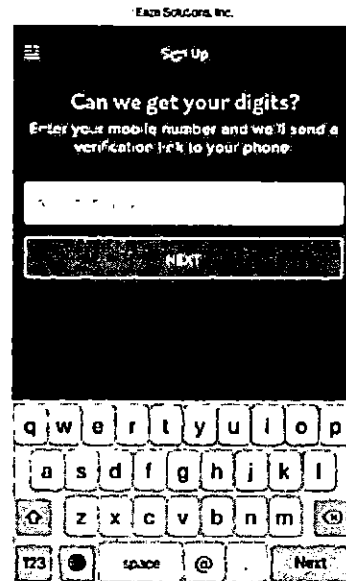 Eaze Solutions, Inc.
Sign Up
Can we get your digits?
Enter your mobile number and we'll send a
verification link to your phone.
NEXT
q w e r t y u i o p
a s d f g h j k l
z x c v b n m
123 space @ . Next